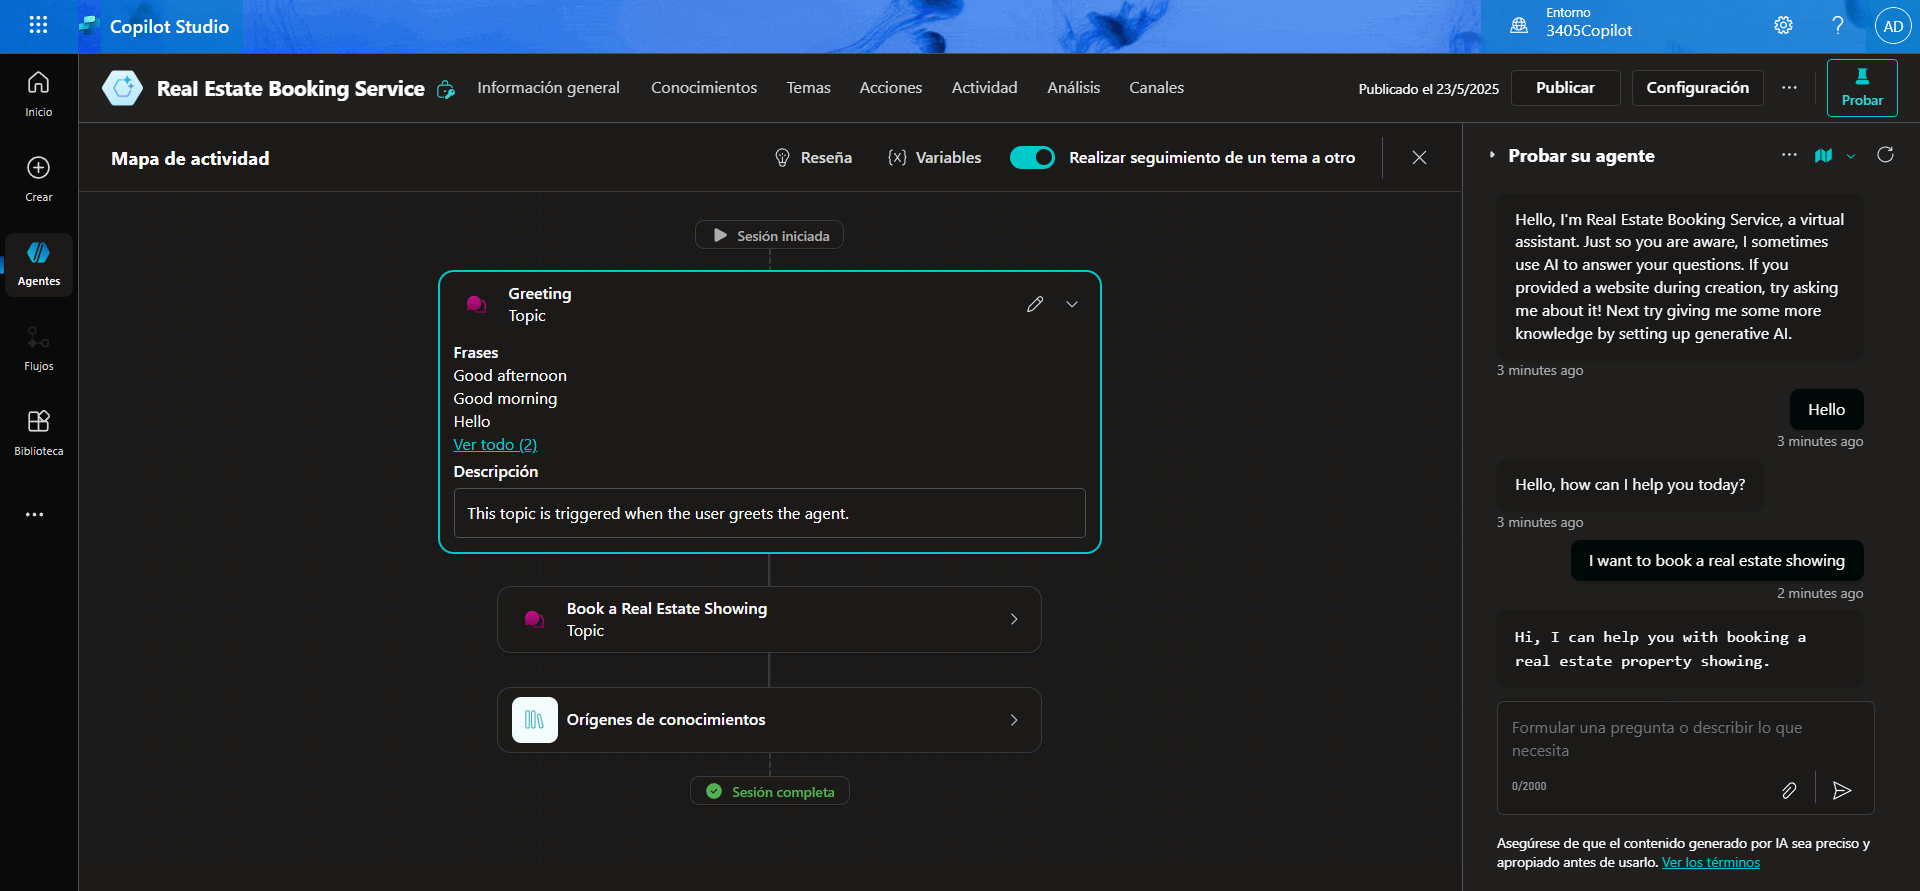 Copilot Studio
Entorno
3405Copilot
?
AD
Inicio
Crear
Agentes
Flujos
Biblioteca
Real Estate Booking Service
Información general
Conocimientos
Temas
Acciones
Actividad
Análisis
Canales
Publicado el 23/5/2025
Publicar
Configuración
Probar
Mapa de actividad
Reseña
{x} Variables
Realizar seguimiento de un tema a otro
Sesión iniciada
Greeting
Topic
Frases
Good afternoon
Good morning
Hello
Ver todo (2)
Descripción
This topic is triggered when the user greets the agent.
Book a Real Estate Showing
Topic
Orígenes de conocimientos
Sesión completa
Probar su agente
Hello, I'm Real Estate Booking Service, a virtual
assistant. Just so you are aware, I sometimes
use AI to answer your questions. If you
provided a website during creation, try asking
me about it! Next try giving me some more
knowledge by setting up generative AI.
3 minutes ago
Hello
3 minutes ago
Hello, how can I help you today?
3 minutes ago
I want to book a real estate showing
2 minutes ago
Hi, I can help you with booking a
real estate property showing.
Formular una pregunta o describir lo que
necesita
0/2000
Asegúrese de que el contenido generado por IA sea preciso y
apropiado antes de usarlo. Ver los términos